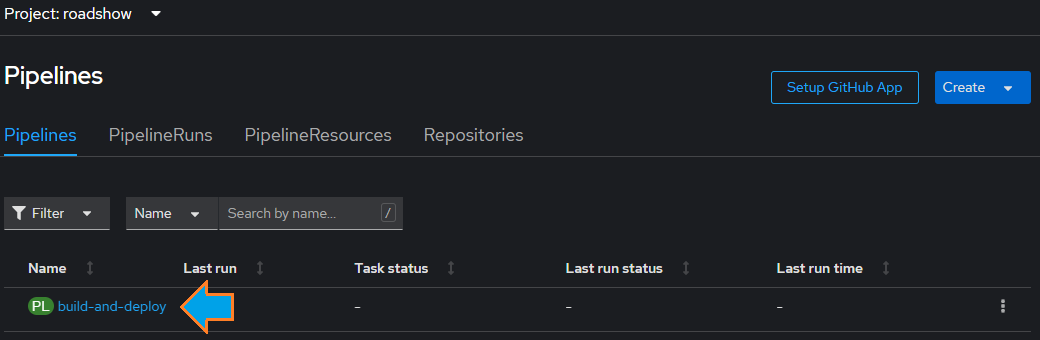 Project: roadshow
Pipelines
Setup GitHub App
Create
Pipelines PipelineRuns PipelineResources Repositories
Filter Name Search by name... /
Name Last run Task status Last run status Last run time
PL build-and-deploy - - -